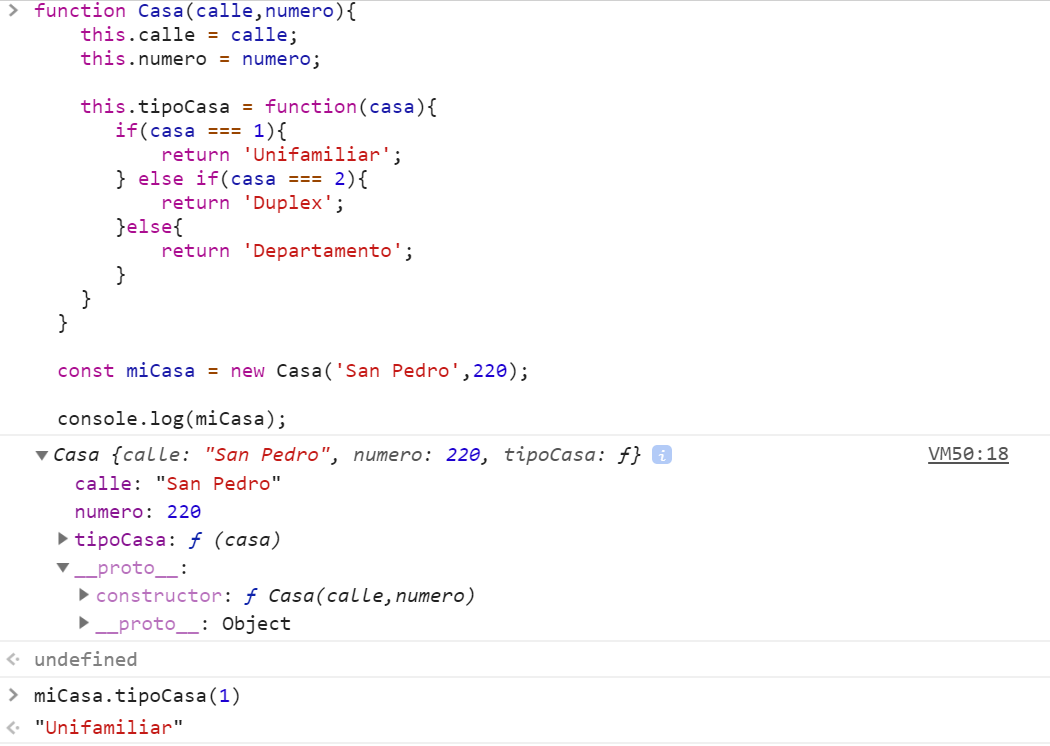 > function Casa(calle,numero){
this.calle = calle;
this.numero = numero;
this.tipoCasa = function(casa){
if(casa === 1){
return 'Unifamiliar';
} else if(casa === 2){
return 'Duplex';
}else{
return 'Departamento';
}
}
}
const miCasa = new Casa('San Pedro',220);
console.log(miCasa);
▼Casa {calle: "San Pedro", numero: 220, tipoCasa: ƒ} i VM50:18
calle: "San Pedro"
numero: 220
▶tipoCasa: ƒ (casa)
▼__proto__:
▶constructor: ƒ Casa(calle,numero)
▶__proto__: Object
undefined
> miCasa.tipoCasa(1)
"Unifamiliar"